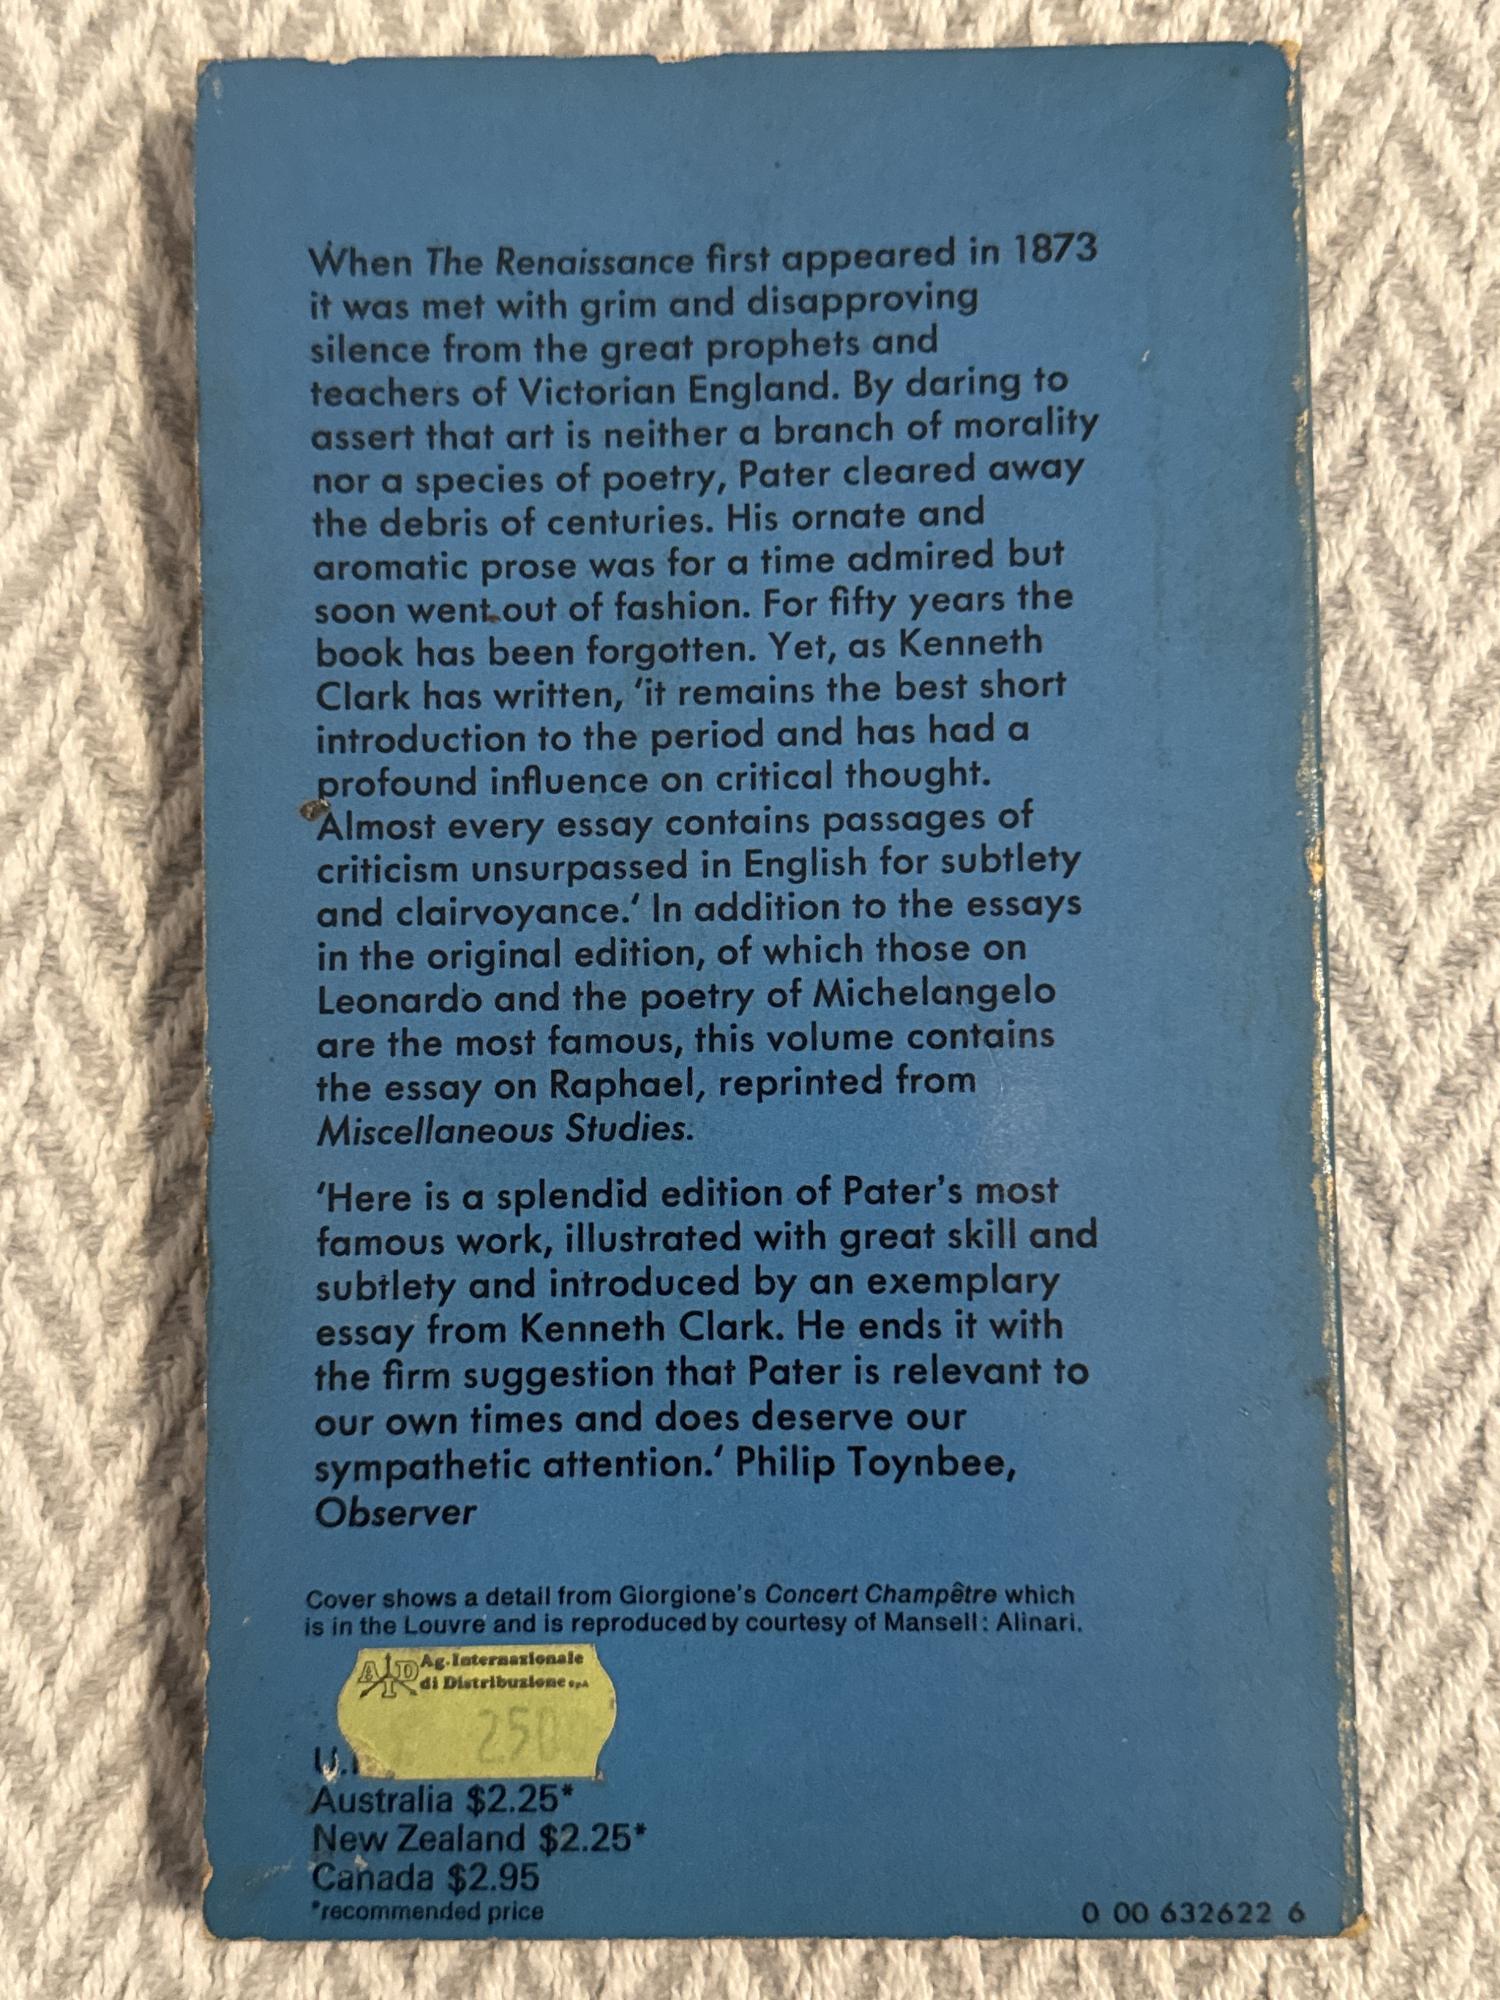 When The Renaissance first appeared in 1873
it was met with grim and disapproving
silence from the great prophets and
teachers of Victorian England. By daring to
assert that art is neither a branch of morality
nor a species of poetry, Pater cleared away
the debris of centuries. His ornate and
aromatic prose was for a time admired but
soon went out of fashion. For fifty years the
book has been forgotten. Yet, as Kenneth
Clark has written, ‘it remains the best short
introduction to the period and has had a
profound influence on critical thought.
Almost every essay contains passages of
criticism unsurpassed in English for subtlety
and clairvoyance.’ In addition to the essays
in the original edition, of which those on
Leonardo and the poetry of Michelangelo
are the most famous, this volume contains
the essay on Raphael, reprinted from
Miscellaneous Studies.
‘Here is a splendid edition of Pater’s most
famous work, illustrated with great skill and
subtlety and introduced by an exemplary
essay from Kenneth Clark. He ends it with
the firm suggestion that Pater is relevant to
our own times and does deserve our
sympathetic attention.’ Philip Toynbee,
Observer
Cover shows a detail from Giorgione's Concert Champêtre which
is in the Louvre and is reproduced by courtesy of Mansell: Alinari.
AIDI Ag. Internazionale
di Distribuzione SpA
Australia $2.25*
New Zealand $2.25*
Canada $2.95
*recommended price
0 00 632622 6